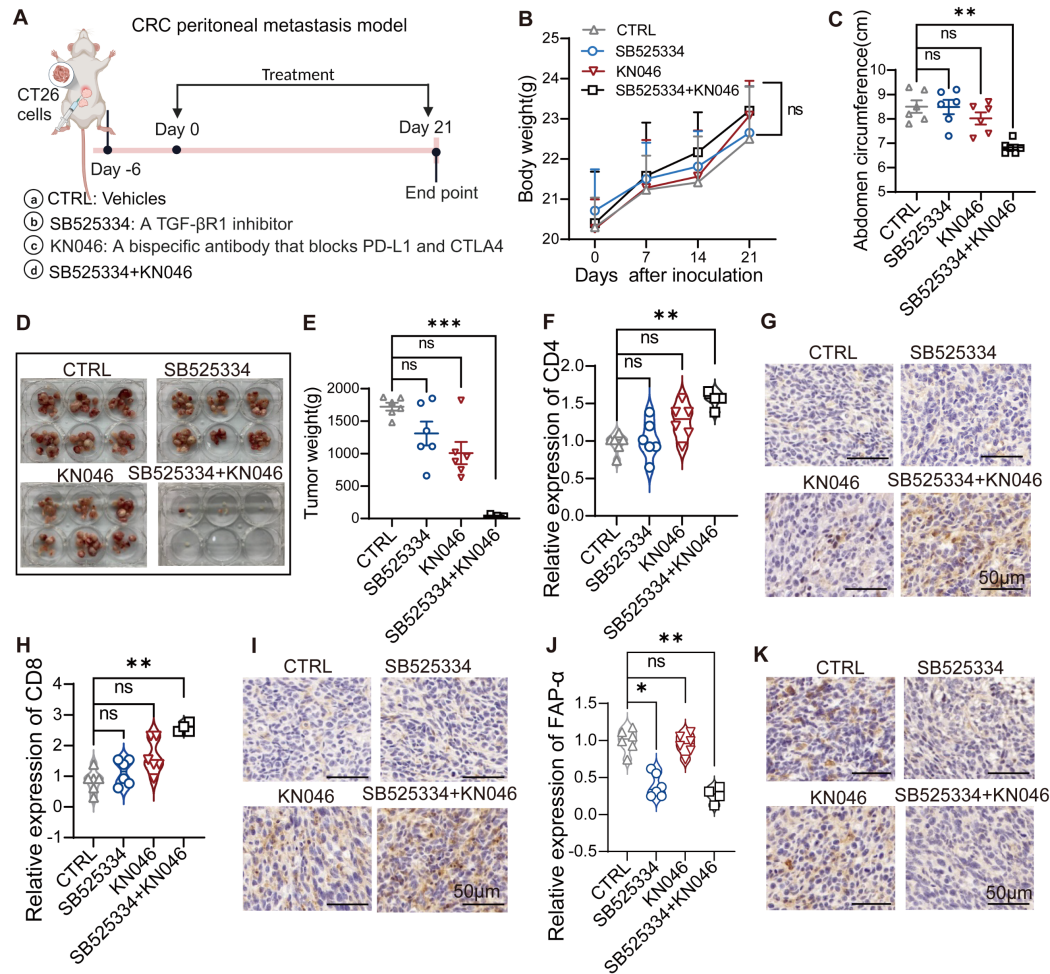 A
CRC peritoneal metastasis model
CT26
cells
Treatment
Day 0
Day 21
Day -6
End point
a CTRL: Vehicles
b SB525334: A TGF-βR1 inhibitor
c KN046: A bispecific antibody that blocks PD-L1 and CTLA4
d SB525334+KN046
B
CTRL
SB525334
KN046
SB525334+KN046
ns
Body weight(g)
25
24
23
22
21
20
0
7
14
21
Days after inoculation
C
**
ns
ns
Abdomen circumference(cm)
10
9
8
7
6
5
CTRL
SB525334
KN046
SB525334+KN046
D
CTRL
SB525334
KN046
SB525334+KN046
E
***
ns
ns
Tumor weight(g)
2000
1500
1000
500
0
CTRL
SB525334
KN046
SB525334+KN046
F
**
ns
ns
Relative expression of CD4
2.0
1.5
1.0
0.5
0.0
CTRL
SB525334
KN046
SB525334+KN046
G
CTRL
SB525334
KN046
SB525334+KN046
50μm
H
**
ns
ns
Relative expression of CD8
4
3
2
1
0
-1
CTRL
SB525334
KN046
SB525334+KN046
I
CTRL
SB525334
KN046
SB525334+KN046
50μm
J
**
ns
*
Relative expression of FAP-α
1.5
1.0
0.5
0.0
-0.5
CTRL
SB525334
KN046
SB525334+KN046
K
CTRL
SB525334
KN046
SB525334+KN046
50μm